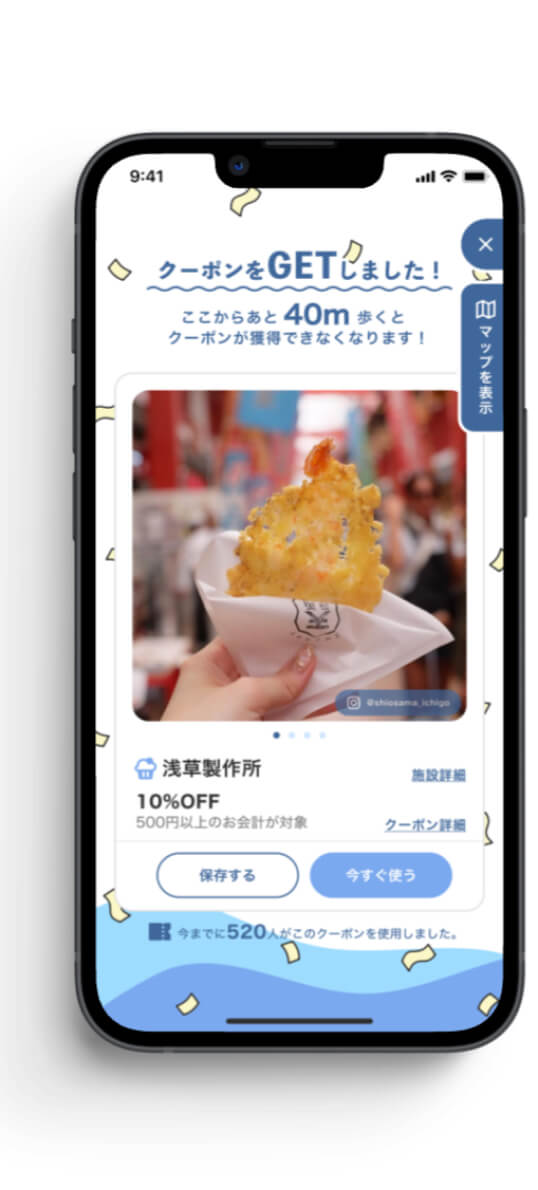 9:41
クーポンをGETしました！
ここからあと 40m 歩くと
クーポンが獲得できなくなります！
マップを表示
@shiosama_ichigo
浅草製作所
施設詳細
10%OFF
500円以上のお会計が対象
クーポン詳細
保存する
今すぐ使う
今までに520人がこのクーポンを使用しました。